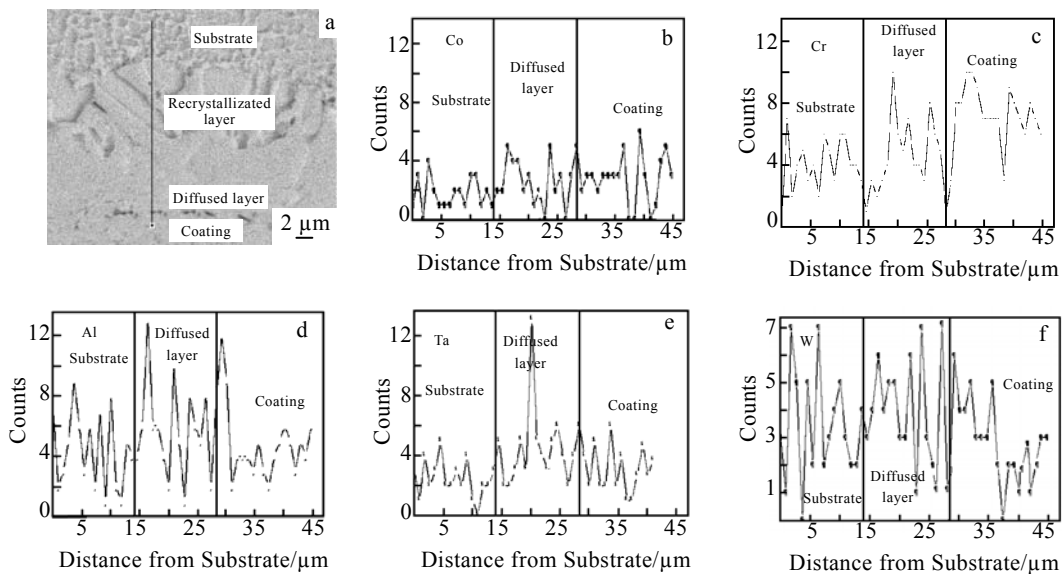 a
Substrate
Recrystallizated
layer
Diffused layer
Coating
2 µm
b
Co
Diffused
layer
Substrate
Coating
Counts
12
8
4
0
5 15 25 35 45
Distance from Substrate/µm
c
Cr
Diffused
layer
Coating
Substrate
Counts
12
8
4
0
5 15 25 35 45
Distance from Substrate/µm
d
Al
Diffused
layer
Substrate
Coating
Counts
12
8
4
0
5 15 25 35 45
Distance from Substrate/µm
e
Ta
Diffused
layer
Substrate
Coating
Counts
12
8
4
0
5 15 25 35 45
Distance from Substrate/µm
f
W
Coating
Diffused
layer
Substrate
Counts
7
5
3
1
5 15 25 35 45
Distance from Substrate/µm